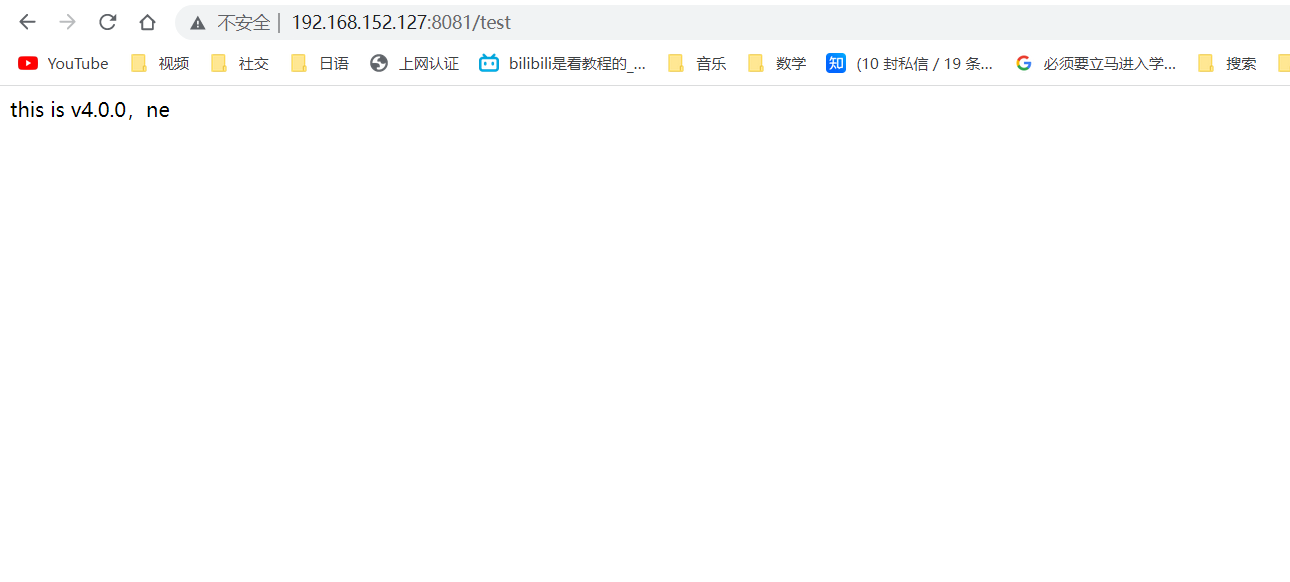 不安全 192.168.152.127:8081/test
YouTube 视频 社交 日语 上网认证 bilibili是看教程的_... 音乐 数学 知 (10 封私信 / 19 条... 必须要立马进入学... 搜索
this is v4.0.0，ne